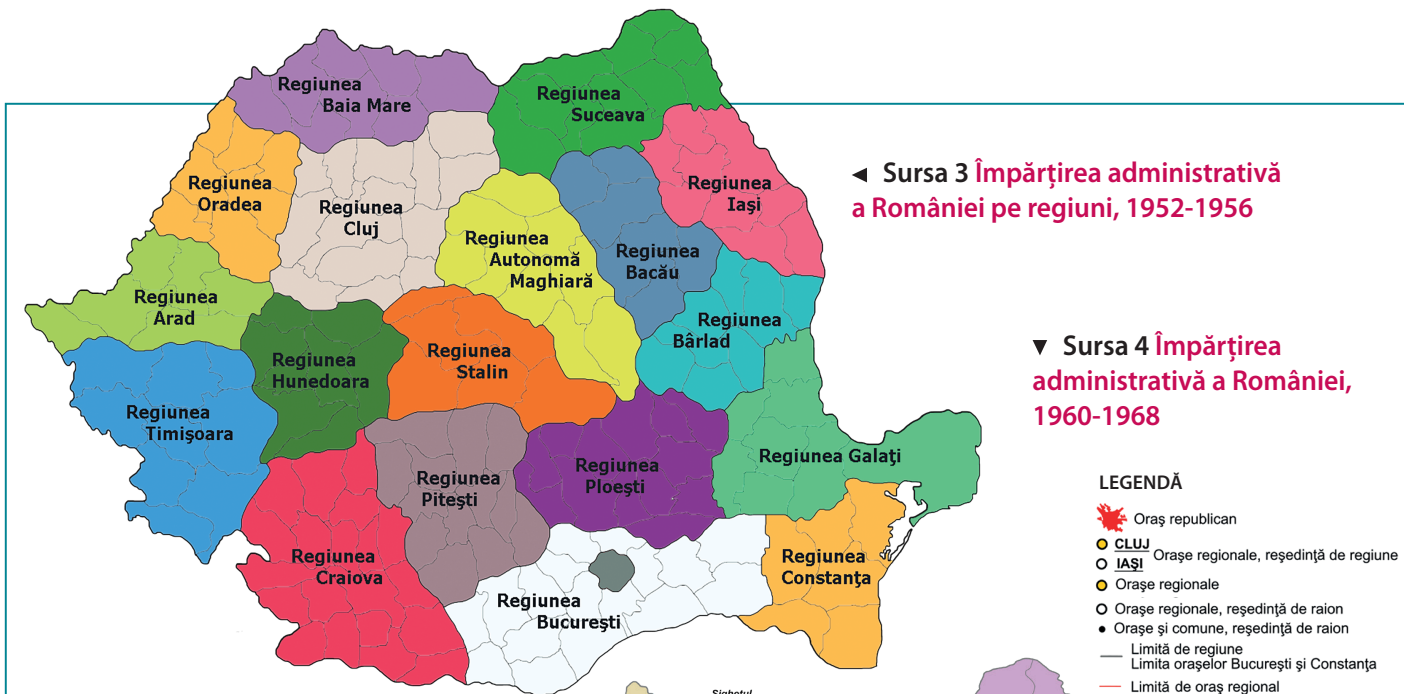 Regiunea
Baia Mare
Regiunea
Suceava
Regiunea
Oradea
Regiunea
Cluj
Regiunea
Iaşi
◄ Sursa 3 Împărțirea administrativă
a României pe regiuni, 1952-1956
Regiunea
Autonomă
Maghiară
Regiunea
Bacău
Regiunea
Arad
Regiunea
Bârlad
Regiunea
Hunedoara
Regiunea
Stalin
▼ Sursa 4 Împărțirea
administrativă a României,
1960-1968
Regiunea
Timişoara
Regiunea
Piteşti
Regiunea
Ploeşti
Regiunea Galaţi
Regiunea
Craiova
Regiunea
Bucureşti
Regiunea
Constanţa
LEGENDĂ
Oraş republican
CLUJ
IAŞI
Oraşe regionale, reşedinţă de regiune
Oraşe regionale
Oraşe regionale, reşedinţă de raion
Oraşe şi comune, reşedinţă de raion
Limită de regiune
Limita oraşelor Bucureşti şi Constanţa
Limită de oraş regional
Sighetul